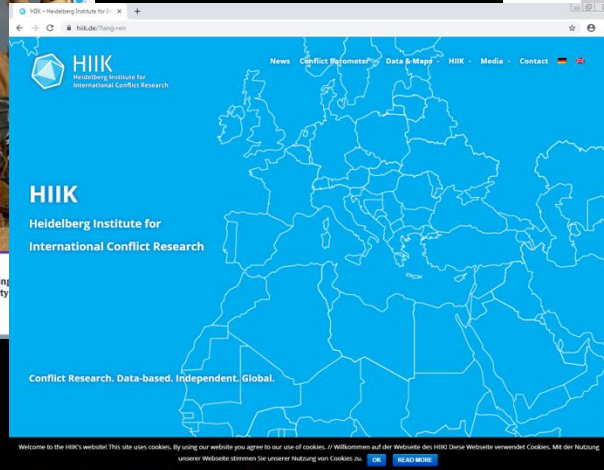 HIIK – Heidelberg Institute for In
hiik.de/?lang=en
HIIK
Heidelberg Institute for
International Conflict Research
News Conflict Barometer Data & Maps HIIK Media Contact
HIIK
Heidelberg Institute for
International Conflict Research
ing
ty
Conflict Research. Data-based. Independent. Global.
Welcome to the HIIK's website! This site uses cookies. By using our website you agree to our use of cookies. // Willkommen auf der Webseite des HIIK! Diese Webseite verwendet Cookies. Mit der Nutzung
unserer Webseite stimmen Sie unserer Nutzung von Cookies zu. OK READ MORE